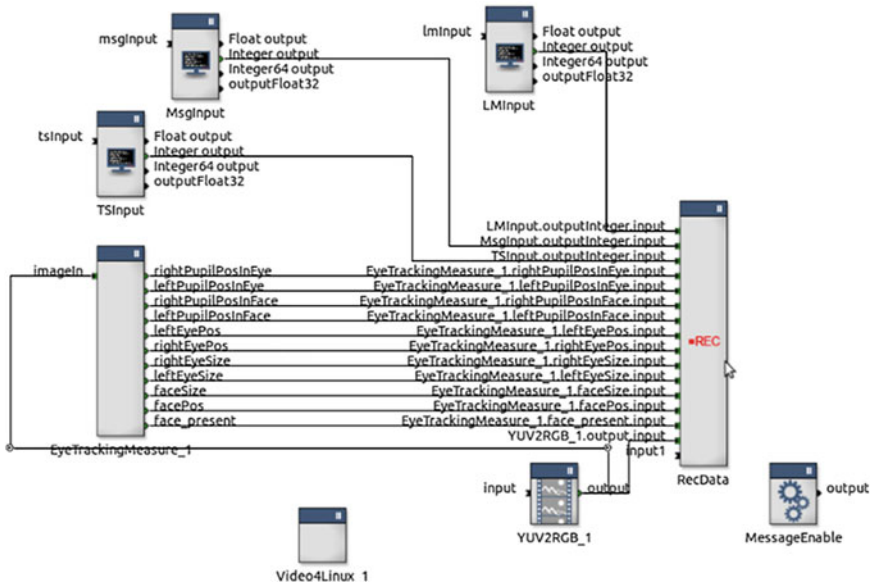 msgInput
Float output
Integer output
Integer64 output
outputFloat32
MsgInput
lmInput
Float output
Integer output
Integer64 output
outputFloat32
LMInput
tsInput
Float output
Integer output
Integer64 output
outputFloat32
TSInput
imageIn
rightPupilPosInEye
leftPupilPosInEye
rightPupilPosInFace
leftPupilPosInFace
leftEyePos
rightEyePos
rightEyeSize
leftEyeSize
faceSize
facePos
face_present
EyeTrackingMeasure_1
LMInput.outputInteger.input
MsgInput.outputInteger.input
TSInput.outputInteger.input
EyeTrackingMeasure_1.rightPupilPosInEye.input
EyeTrackingMeasure_1.leftPupilPosInEye.input
EyeTrackingMeasure_1.rightPupilPosInFace.input
EyeTrackingMeasure_1.leftPupilPosInFace.input
EyeTrackingMeasure_1.leftEyePos.input
EyeTrackingMeasure_1.rightEyePos.input
EyeTrackingMeasure_1.rightEyeSize.input
EyeTrackingMeasure_1.leftEyeSize.input
EyeTrackingMeasure_1.faceSize.input
EyeTrackingMeasure_1.facePos.input
EyeTrackingMeasure_1.face_present.input
YUV2RGB_1.output.input
input1
REC
RecData
input
output
YUV2RGB_1
output
MessageEnable
Video4Linux_1